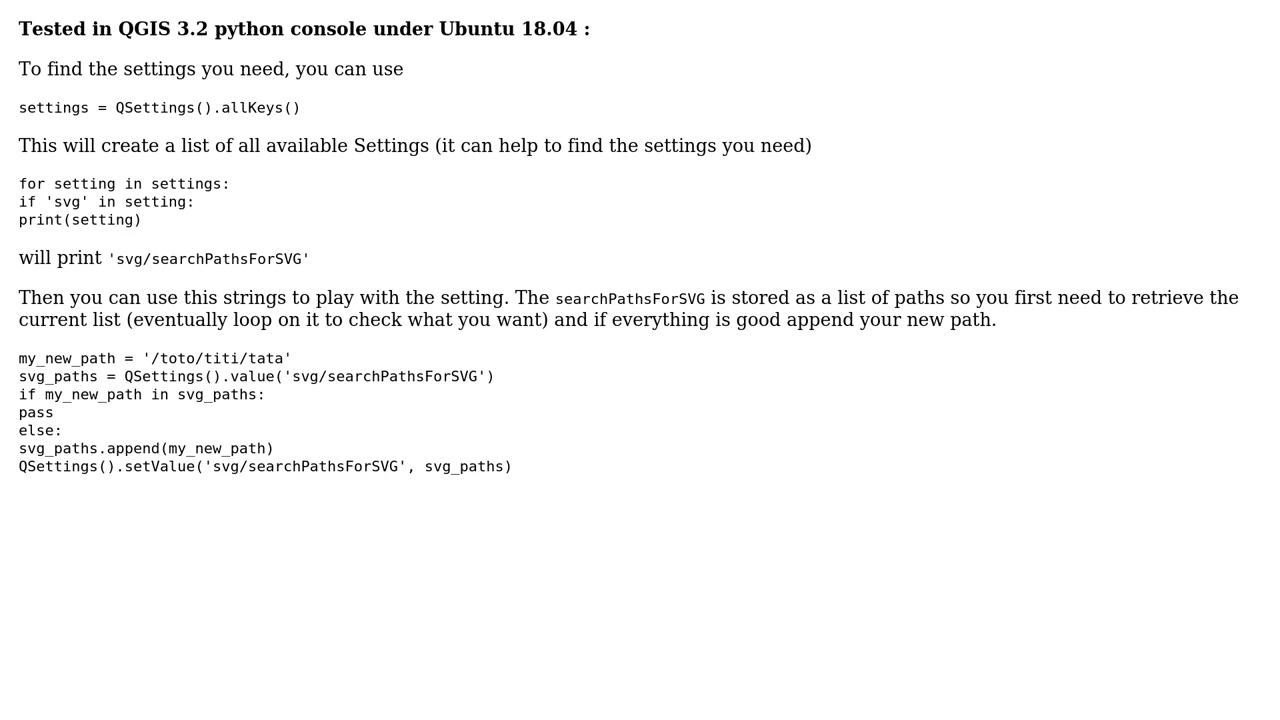 Tested in QGIS 3.2 python console under Ubuntu 18.04 :
To find the settings you need, you can use
settings = QSettings().allKeys()
This will create a list of all available Settings (it can help to find the settings you need)
for setting in settings:
if 'svg' in setting:
print(setting)
will print 'svg/searchPathsForSVG'
Then you can use this strings to play with the setting. The searchPathsForSVG is stored as a list of paths so you first need to retrieve the
current list (eventually loop on it to check what you want) and if everything is good append your new path.
my_new_path = '/toto/titi/tata'
svg_paths = QSettings().value('svg/searchPathsForSVG')
if my_new_path in svg_paths:
pass
else:
svg_paths.append(my_new_path)
QSettings().setValue('svg/searchPathsForSVG', svg_paths)